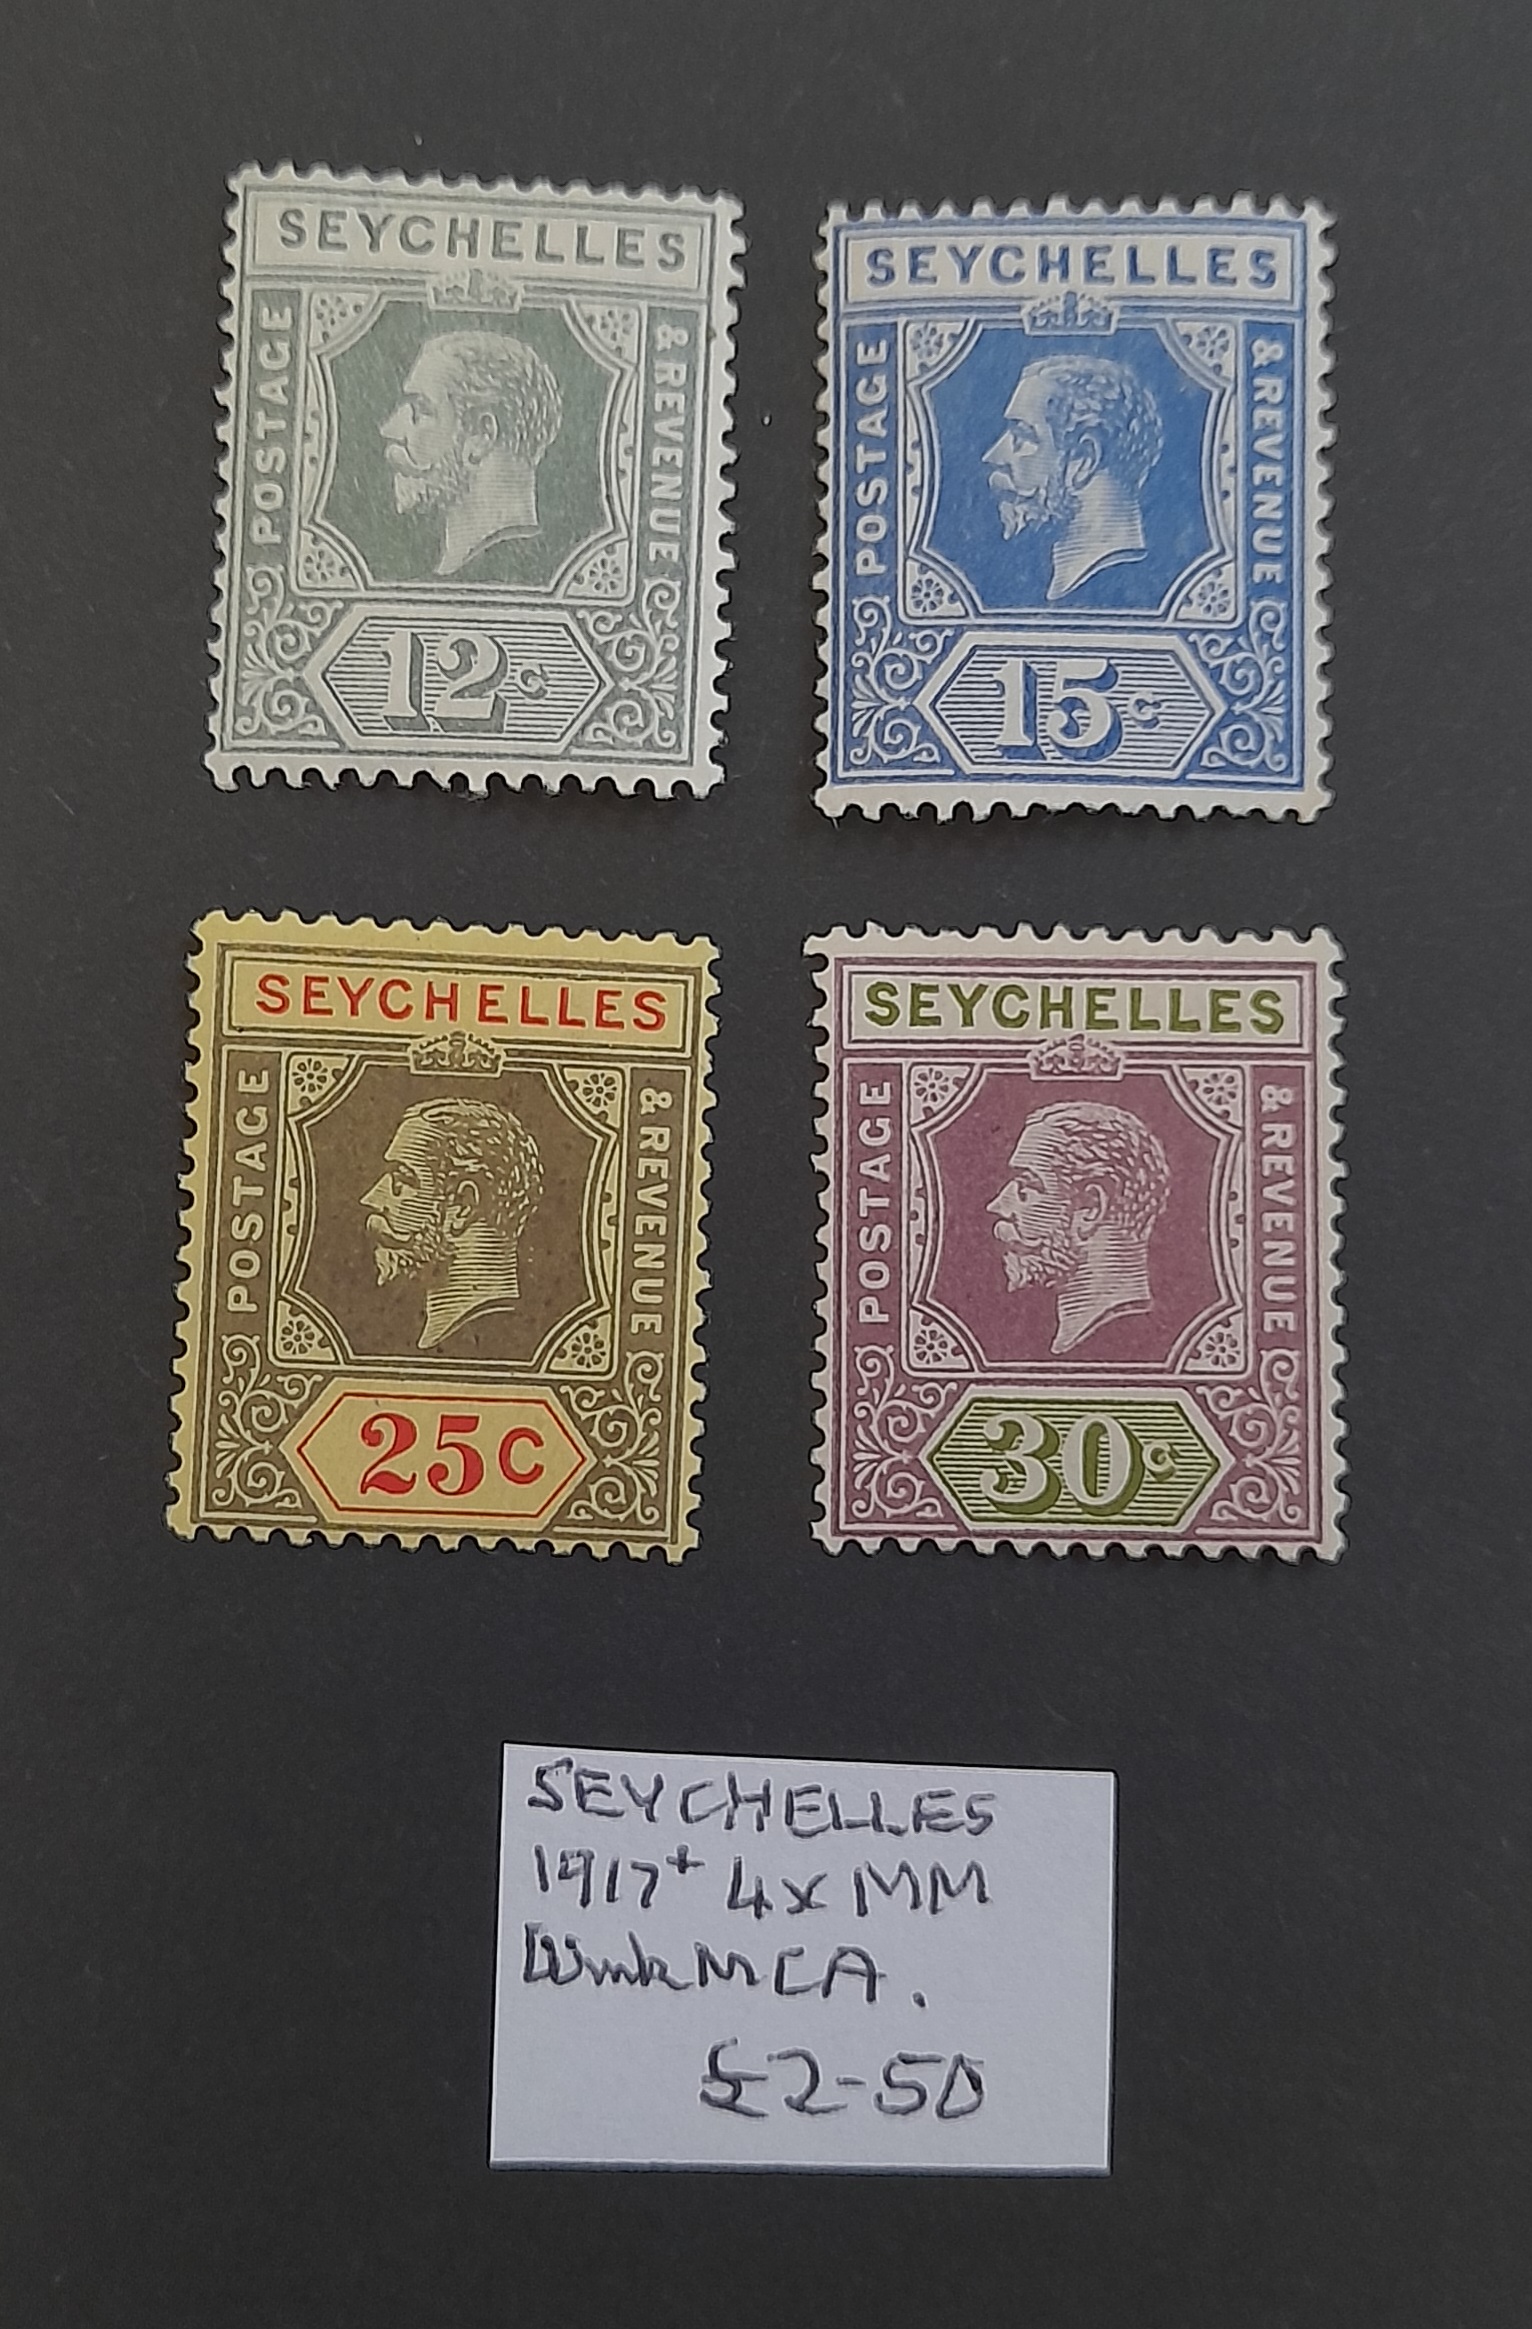 SEYCHELLES
POSTAGE
& REVENUE
12c
SEYCHELLES
POSTAGE
& REVENUE
15c
SEYCHELLES
POSTAGE
& REVENUE
25C
SEYCHELLES
POSTAGE
& REVENUE
30c
SEYCHELLES
1917+ 4x MM
MCA.
£2-50